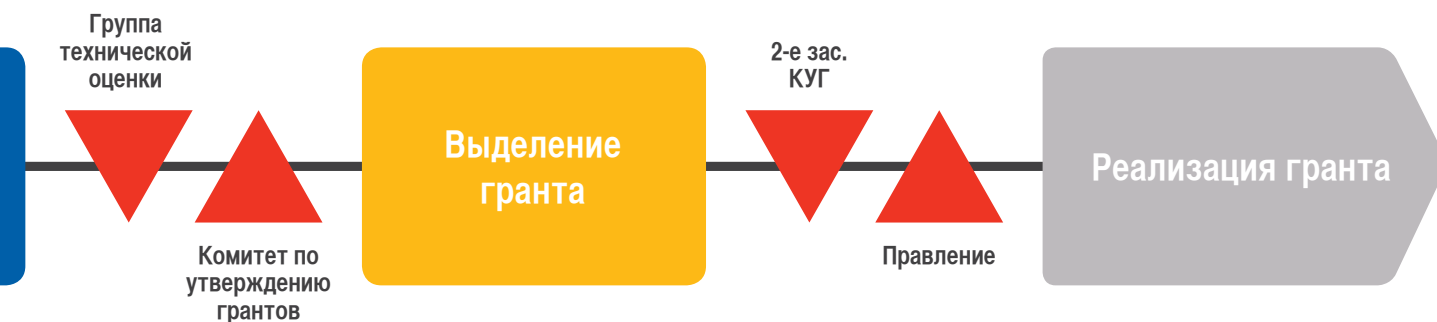 Группа
технической
оценки
Комитет по
утверждению
грантов
Выделение
гранта
2-е зас.
КУГ
Правление
Реализация гранта